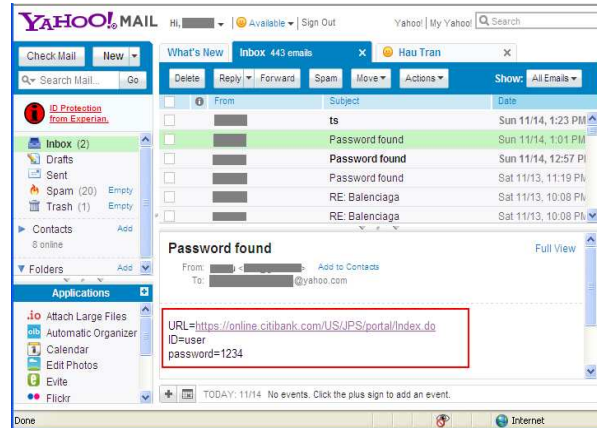 YAHOO! MAIL
Hi, Available Sign Out Yahoo! My Yahoo! Search
Check Mail New
Search Mail... Go
What's New Inbox 443 emails x Hau Tran x
Delete Reply Forward Spam Move Actions Show: All Emails
ID Protection
from Experian.
From Subject Date
ts Sun 11/14, 1:23 PM
Password found Sun 11/14, 1:01 PM
Password found Sun 11/14, 12:57 P
Password found Sat 11/13, 11:19 PM
RE: Balenciaga Sat 11/13, 10:08 PM
RE: Balenciaga Sat 11/13, 10:08 PM
Inbox (2)
Drafts
Sent
Spam (20) Empty
Trash (1) Empty
Contacts Add
8 online
Folders Add
Applications
.io Attach Large Files
Automatic Organizer
Calendar
Edit Photos
Evite
Flickr
Password found Full View
From: < > Add to Contacts
To: @yahoo.com
URL=https://online.citibank.com/US/JPS/portal/Index.do
ID=user
password=1234
TODAY: 11/14 No events. Click the plus sign to add an event.
Done Internet